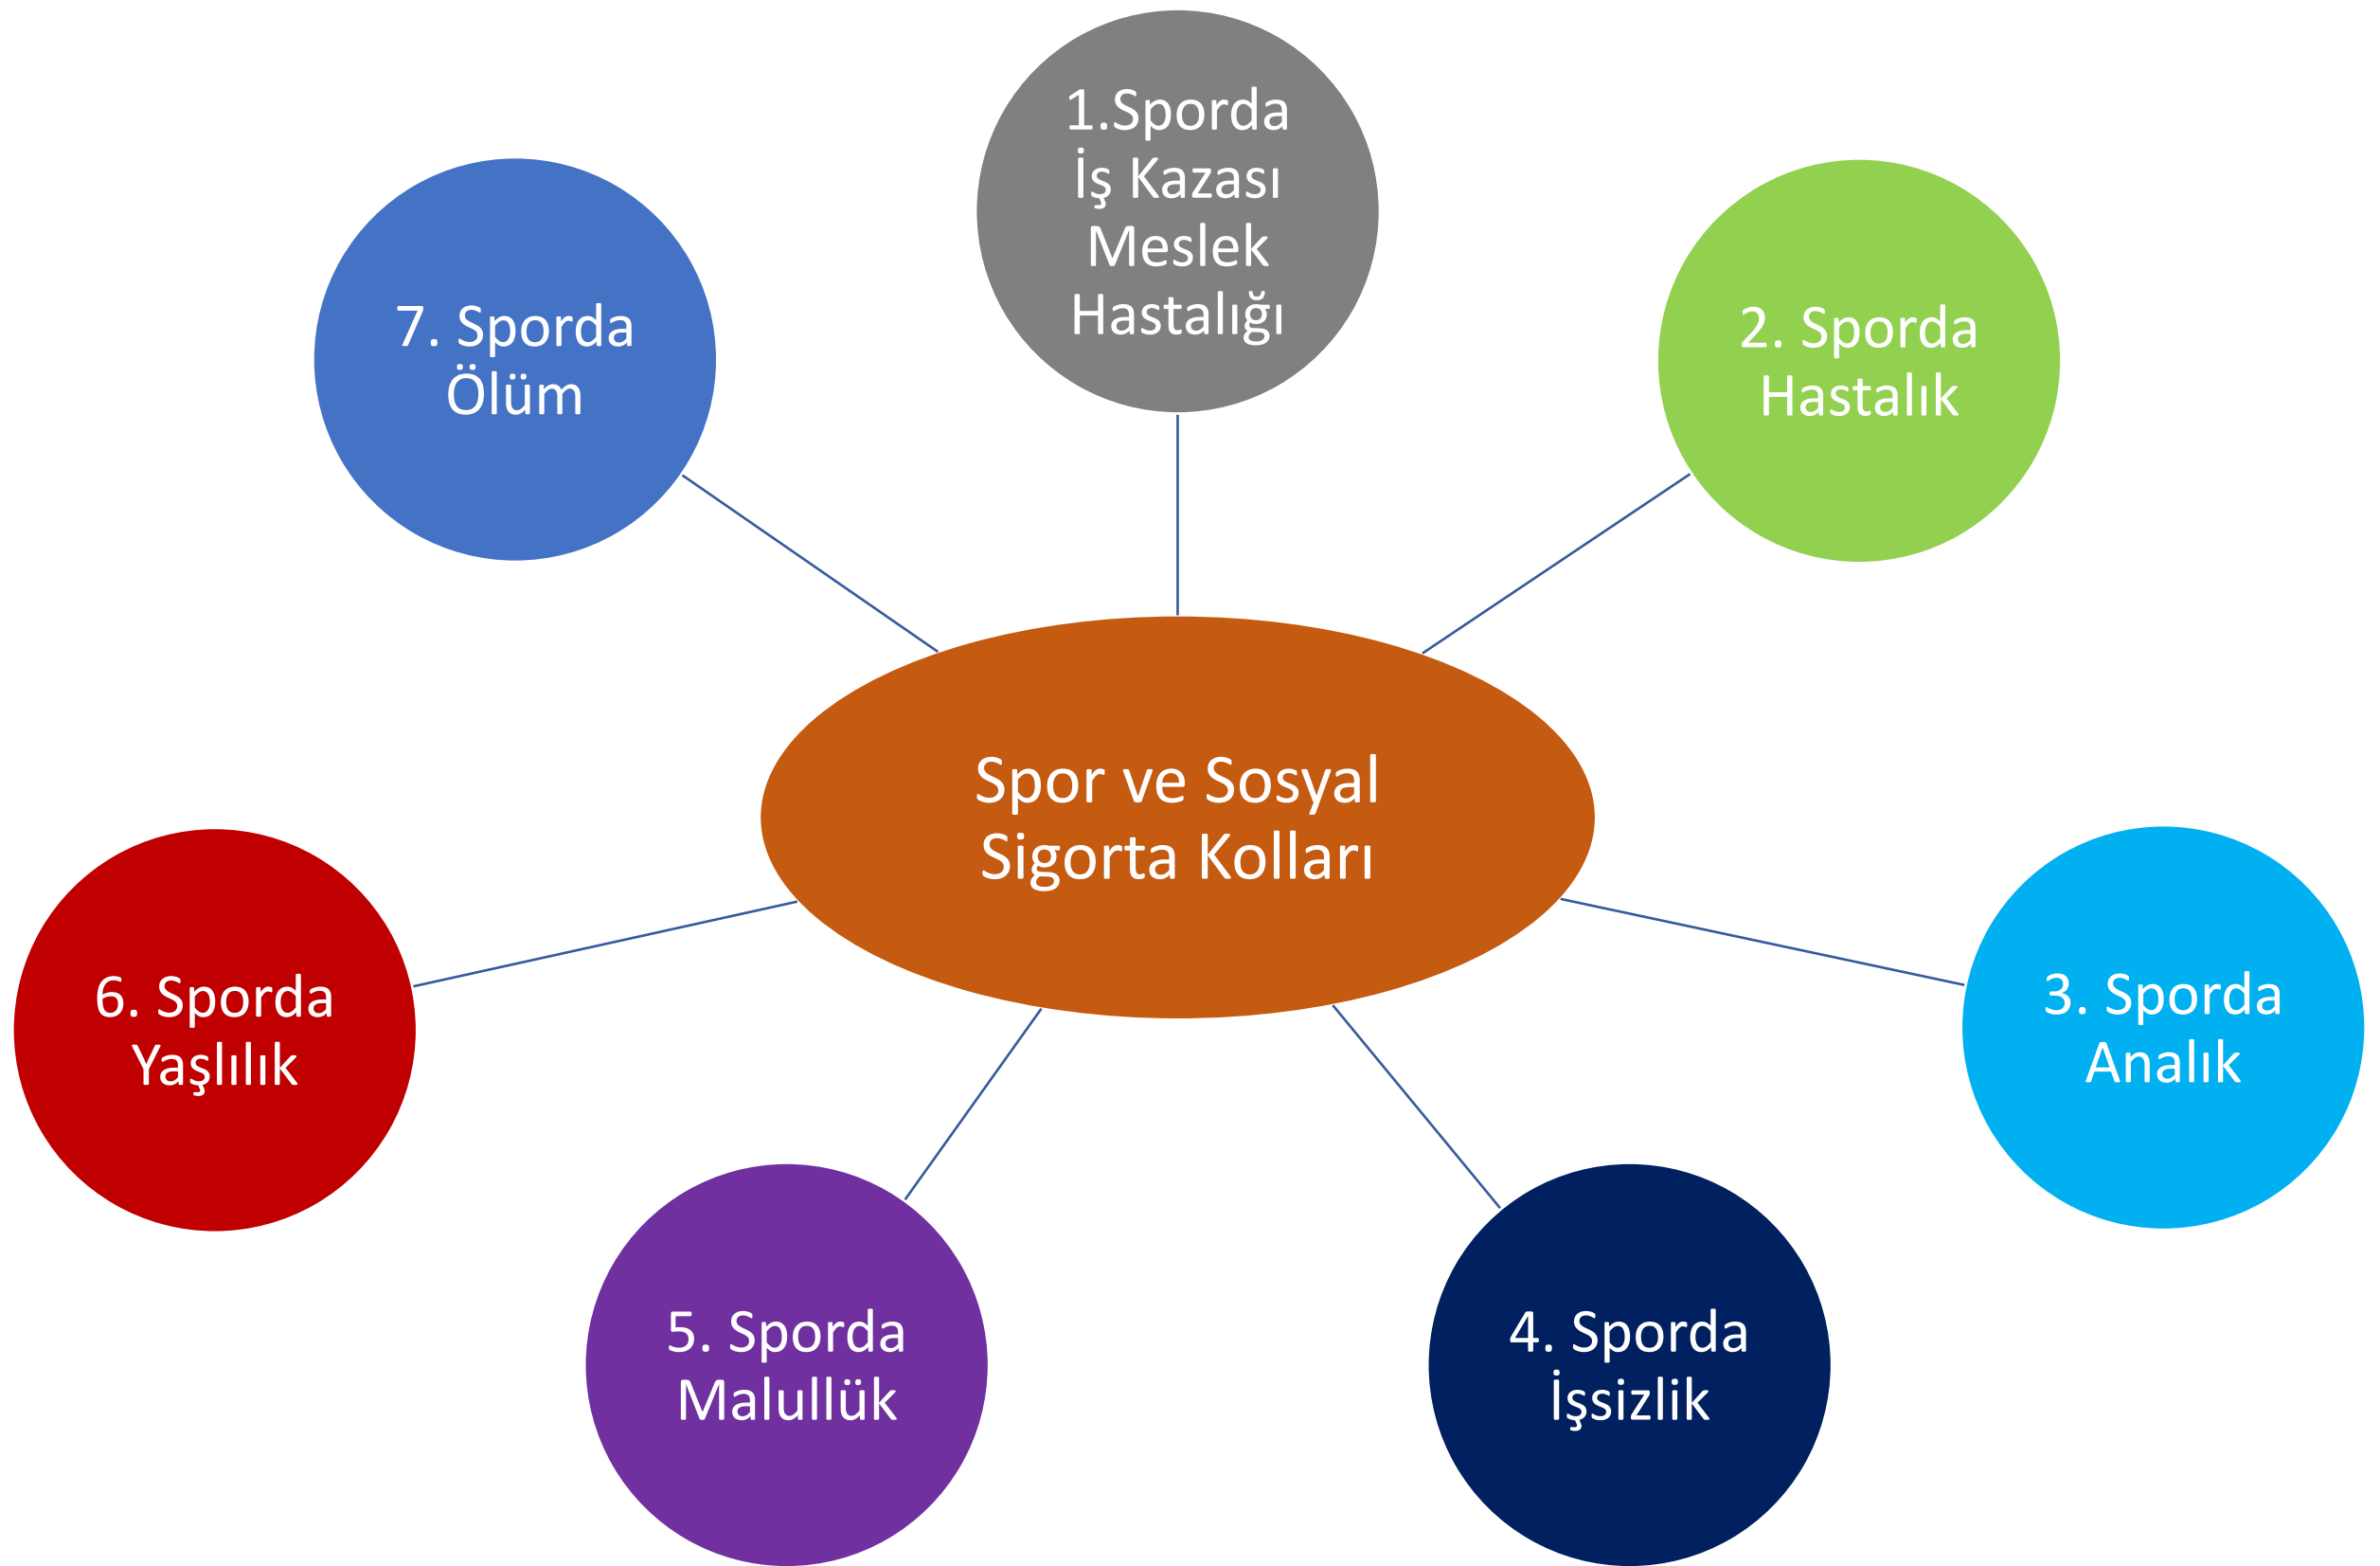 1.Sporda
İş Kazası
Meslek
Hastalığı
2. Sporda
Hastalık
3. Sporda
Analık
4. Sporda
İşsizlik
5. Sporda
Malullük
6. Sporda
Yaşlılık
7. Sporda
Ölüm
Spor ve Sosyal
Sigorta Kolları